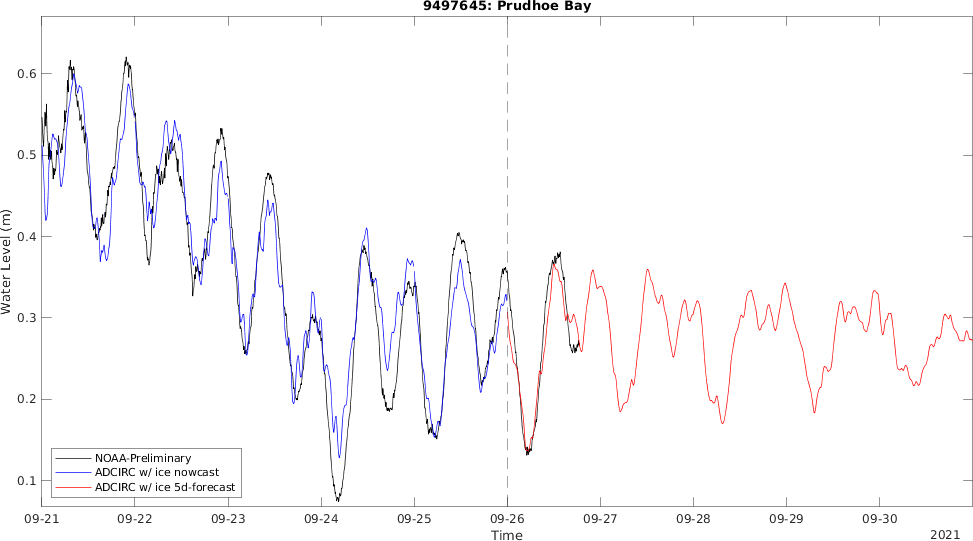 9497645: Prudhoe Bay
Water Level (m)
0.6
0.5
0.4
0.3
0.2
0.1
NOAA-Preliminary
ADCIRC w/ ice nowcast
ADCIRC w/ ice 5d-forecast
09-21 09-22 09-23 09-24 09-25 09-26 09-27 09-28 09-29 09-30
Time
2021